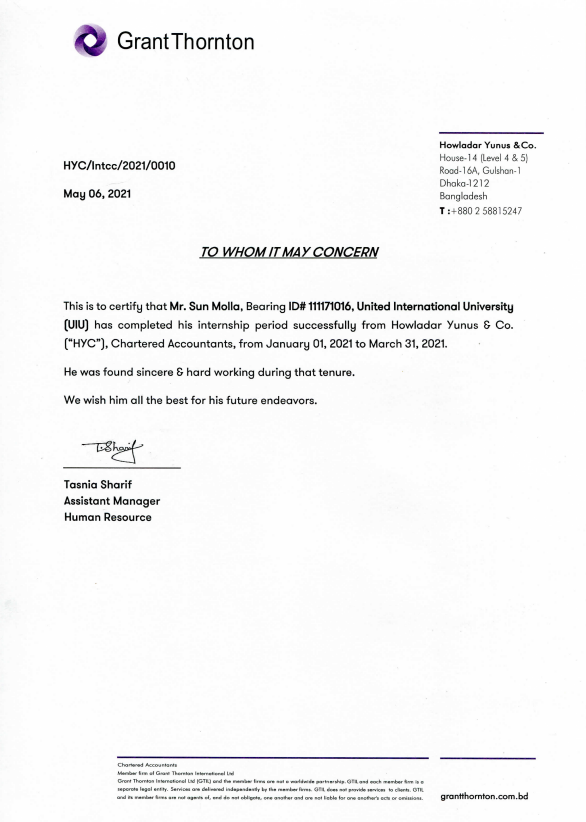 Grant Thornton
Howladar Yunus & Co.
House-14 (Level 4 & 5)
Road-16A, Gulshan-1
Dhaka-1212
Bangladesh
T :+880 2 58815247
HYC/Intcc/2021/0010
May 06, 2021
TO WHOM IT MAY CONCERN
This is to certify that Mr. Sun Molla, Bearing ID# 111171016, United International University
(UIU) has completed his internship period successfully from Howladar Yunus & Co.
("HYC"), Chartered Accountants, from January 01, 2021 to March 31, 2021.
He was found sincere & hard working during that tenure.
We wish him all the best for his future endeavors.
T.Sharif
Tasnia Sharif
Assistant Manager
Human Resource
Chartered Accountants
Member firm of Grant Thornton International Ltd
Grant Thornton International Ltd (GTIL) and the member firms are not a worldwide partnership. GTIL and each member firm is a
separate legal entity. Services are delivered independently by the member firms. GTIL does not provide services to clients. GTIL
and its member firms are not agents of, and do not obligate, one another and are not liable for one another's acts or omissions.
grantthornton.com.bd